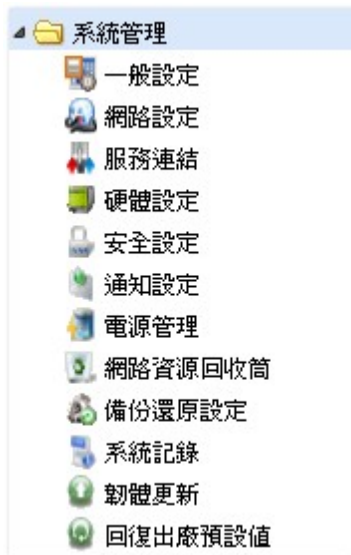 系統管理
一般設定
網路設定
服務連結
硬體設定
安全設定
通知設定
電源管理
網路資源回收筒
備份還原設定
系統記錄
韌體更新
回復出廠預設值